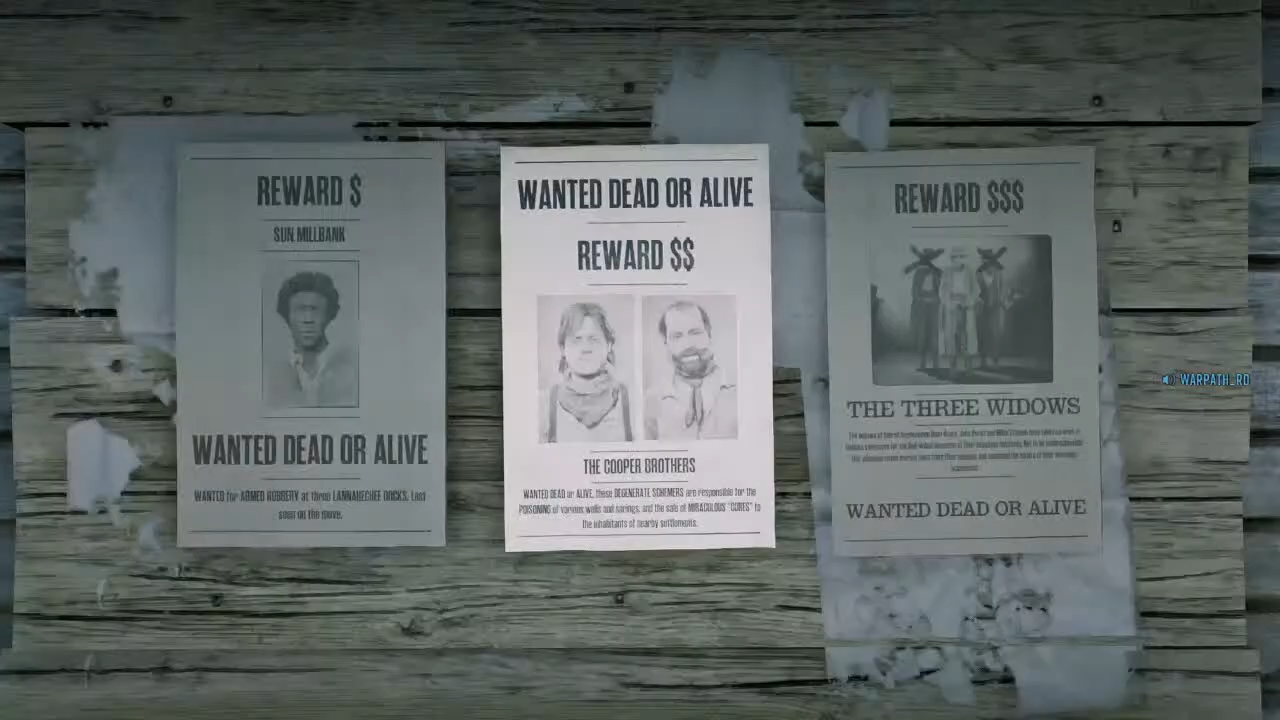 REWARD $
SUN MILLBANK
WANTED DEAD OR ALIVE
WANTED for ARMED ROBBERY at three LANNAHECHEE DOCKS. Last
seen on the move.
WANTED DEAD OR ALIVE
REWARD $$
THE COOPER BROTHERS
WANTED DEAD or ALIVE, these DEGENERATE SCHEMERS are responsible for the
POISONING of various wells and springs, and the sale of MIRACULOUS "CURES" to
the inhabitants of nearby settlements.
REWARD $$$
THE THREE WIDOWS
WANTED DEAD OR ALIVE
WARPATH_RD